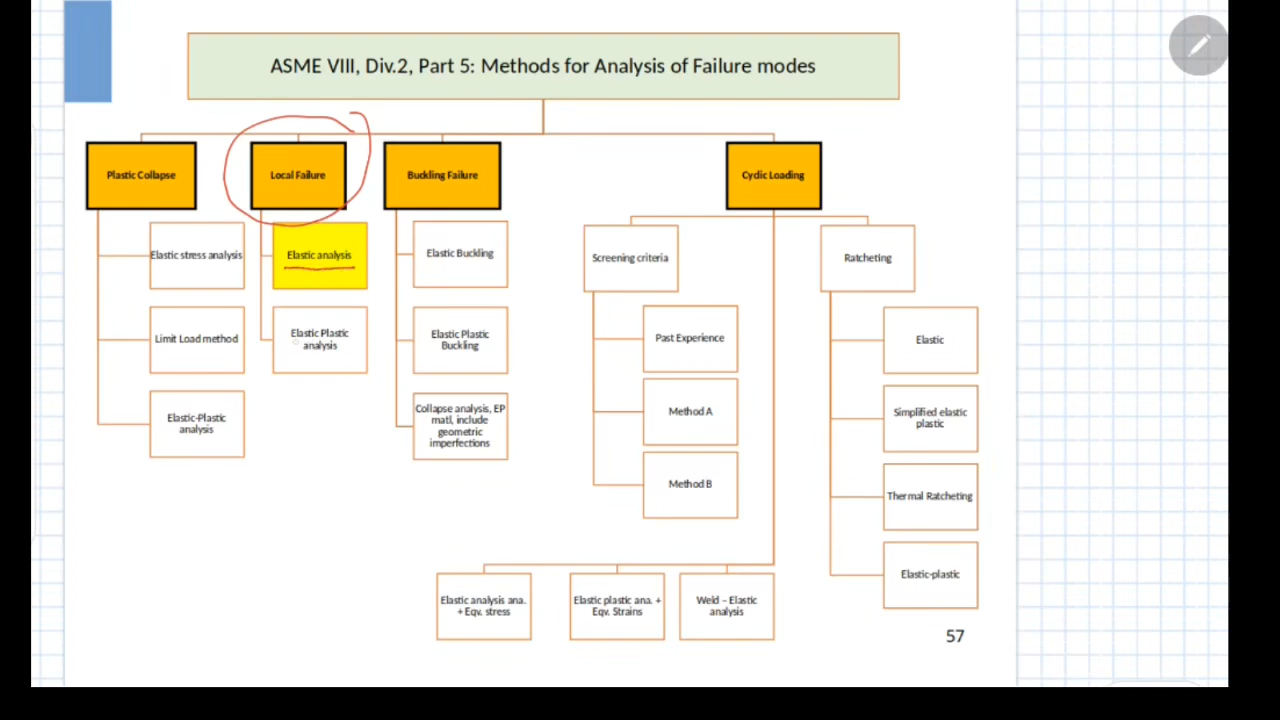 ASME VIII, Div.2, Part 5: Methods for Analysis of Failure modes
Plastic Collapse
Elastic stress analysis
Limit Load method
Elastic-Plastic
analysis
Local Failure
Elastic analysis
Elastic Plastic
analysis
Buckling Failure
Elastic Buckling
Elastic Plastic
Buckling
Collapse analysis, EP
matl, include
geometric
imperfections
Cyclic Loading
Screening criteria
Past Experience
Method A
Method B
Ratcheting
Elastic
Simplified elastic
plastic
Thermal Ratcheting
Elastic-plastic
Elastic analysis ana.
+ Eqv. stress
Elastic plastic ana. +
Eqv. Strains
Weld – Elastic
analysis
57